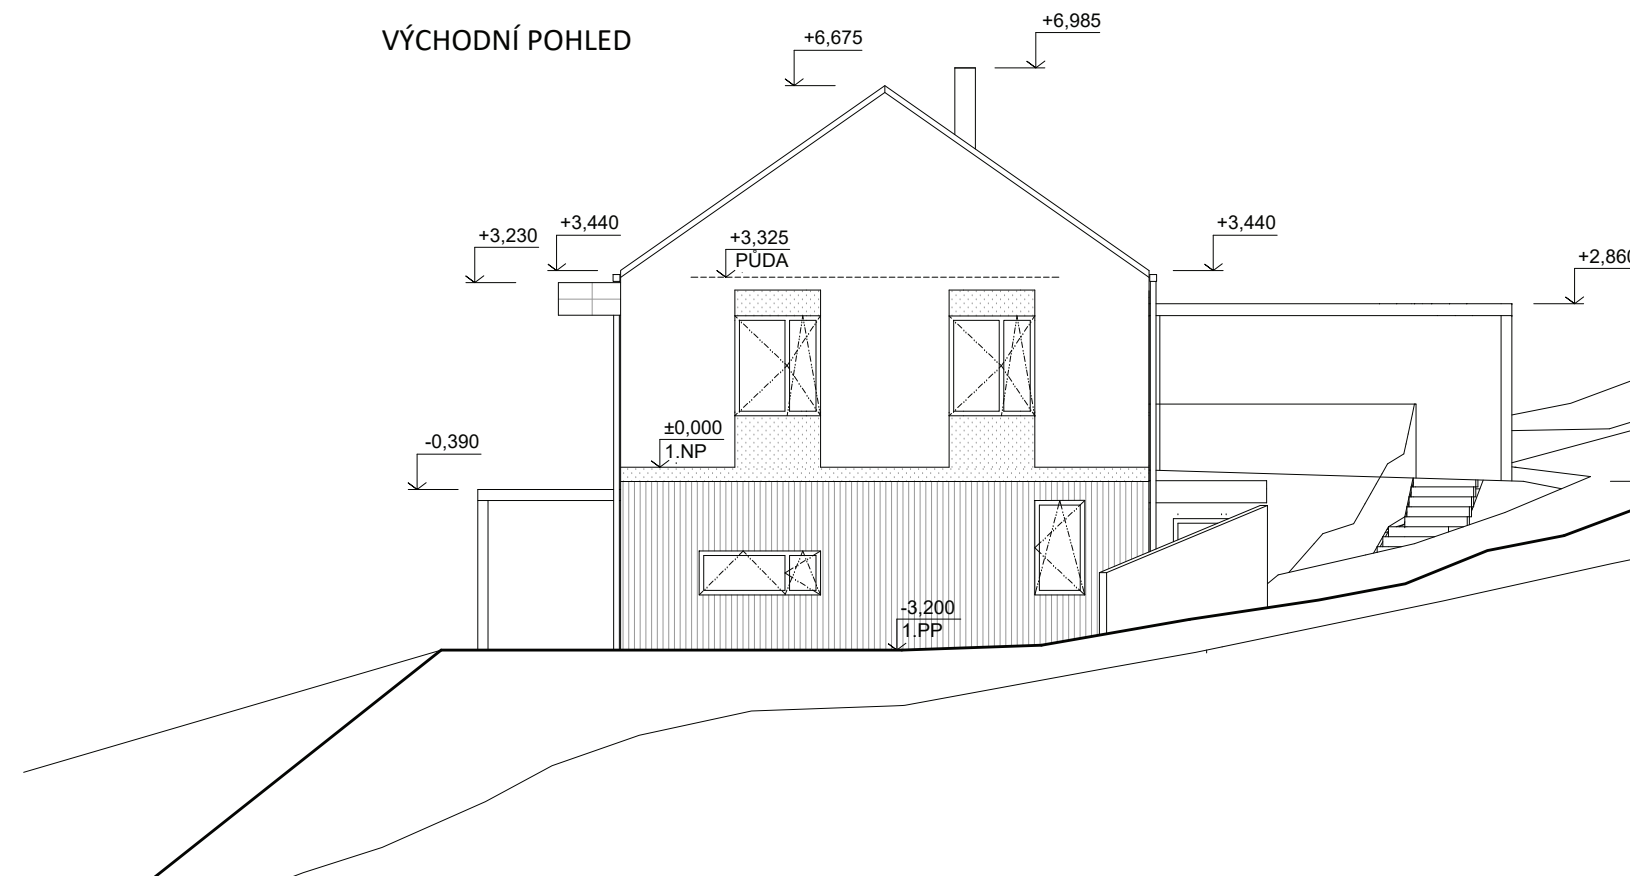 VÝCHODNÍ POHLED
+6,675
+6,985
+3,230
+3,440
+3,325
PŮDA
+3,440
+2,860
-0,390
±0,000
1.NP
-3,200
1.PP